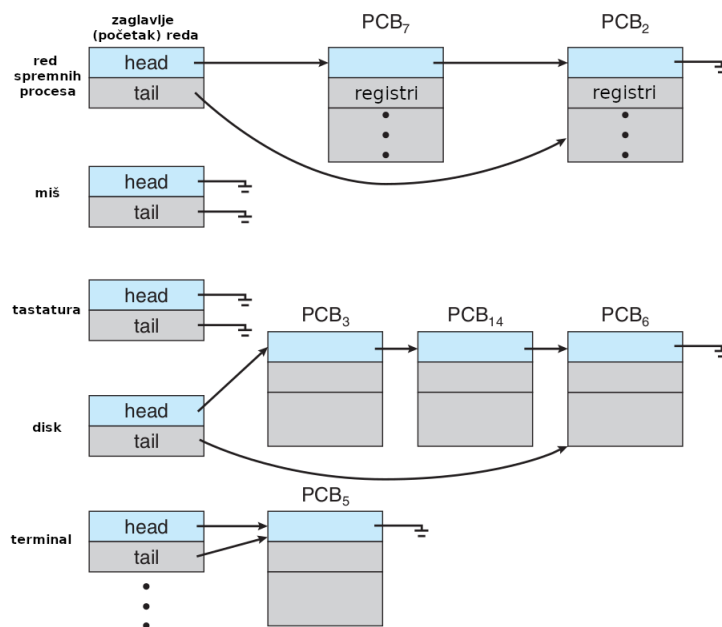 zaglavlje
(početak) reda
PCB7
PCB2
red
spremnih
procesa
head
tail
registri
registri
miš
head
tail
tastatura
head
tail
PCB3
PCB14
PCB6
disk
head
tail
PCB5
terminal
head
tail